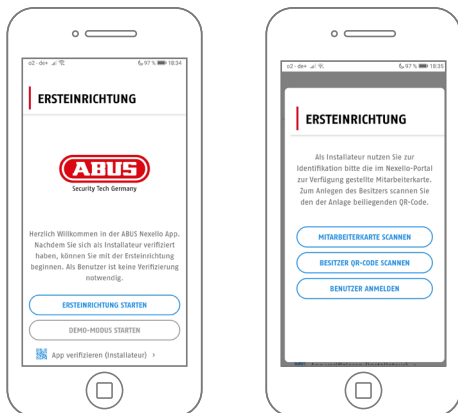 o2 - de+
97 % 18:34
ERSTEINRICHTUNG
ABUS
Security Tech Germany
Herzlich Willkommen in der ABUS Nexello App.
Nachdem Sie sich als Installateur verifiziert
haben, können Sie mit der Ersteinrichtung
beginnen. Als Benutzer ist keine Verifizierung
notwendig.
ERSTEINRICHTUNG STARTEN
DEMO-MODUS STARTEN
App verifizieren (Installateur) ›
o2 - de+
97 % 18:35
ERSTEINRICHTUNG
Als Installateur nutzen Sie zur
Identifikation bitte die im Nexello-Portal
zur Verfügung gestellte Mitarbeiterkarte.
Zum Anlegen des Besitzers scannen Sie
den der Anlage beiliegenden QR-Code.
MITARBEITERKARTE SCANNEN
BESITZER QR-CODE SCANNEN
BENUTZER ANMELDEN